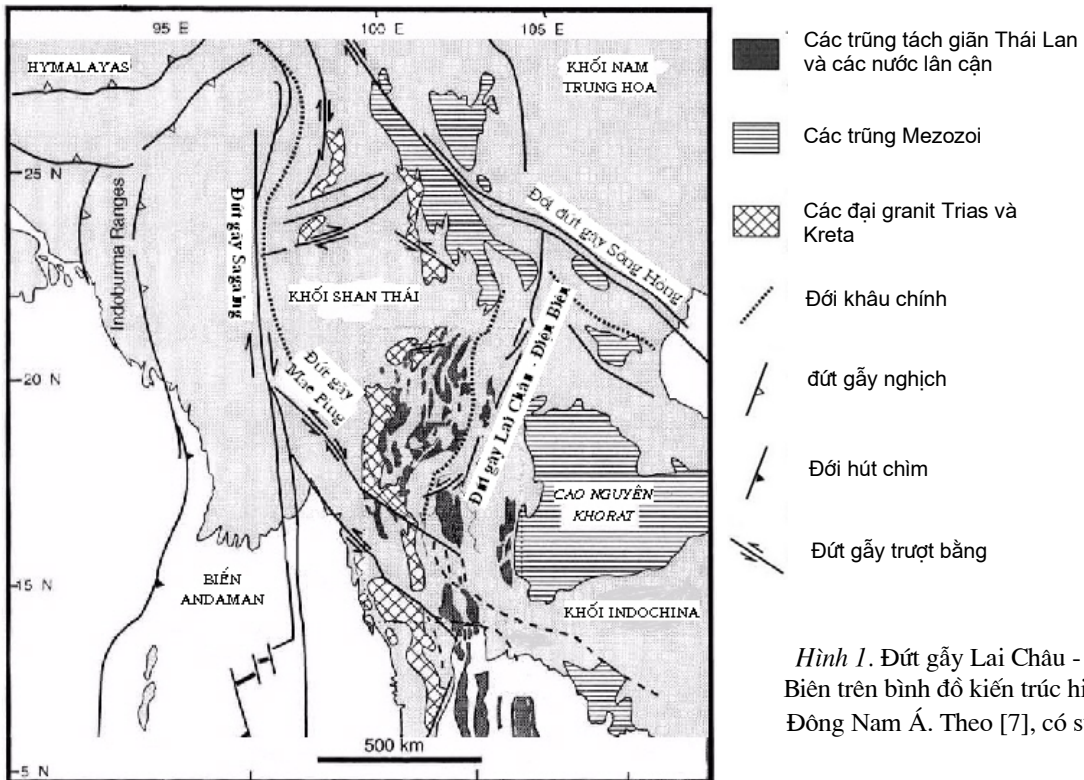 95 E
100 E
105 E
HYMALAYAS
KHỐI NAM
TRUNG HOA
25 N
Indoburma Ranges
Đứt gãy Sagaing
Đới đứt gãy Sông Hồng
KHỐI SHAN THÁI
Đứt gãy Lai Châu - Điện Biên
20 N
Đứt gãy
Mae Ping
CAO NGUYÊN
KHORAT
15 N
BIỂN
ANDAMAN
KHỐI INDOCHINA
500 km
5 N
Các trũng tách giãn Thái Lan
và các nước lân cận
Các trũng Mezozoi
Các đại granit Trias và
Kreta
Đới khâu chính
đứt gẫy nghịch
Đới hút chìm
Đứt gẫy trượt bằng
Hình 1. Đứt gẫy Lai Châu -
Biên trên bình đồ kiến trúc
Đông Nam Á. Theo [7], có